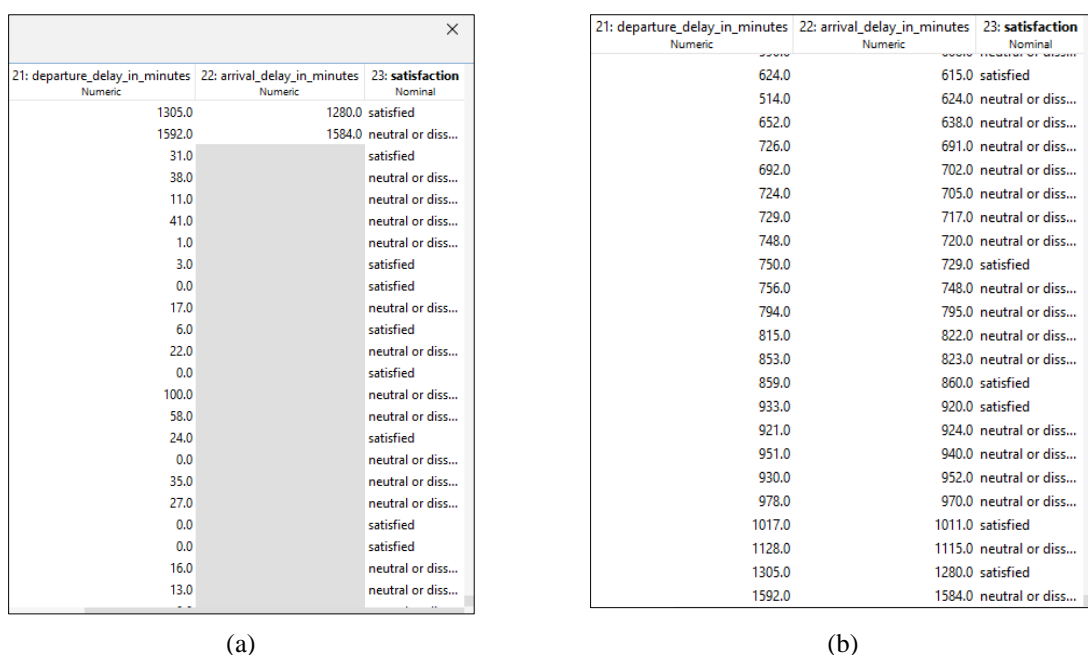 ×
21: departure_delay_in_minutes 22: arrival_delay_in_minutes 23: satisfaction
Numeric Numeric Nominal
1305.0 1280.0 satisfied
1592.0 1584.0 neutral or diss...
31.0 satisfied
38.0 neutral or diss...
11.0 neutral or diss...
41.0 neutral or diss...
1.0 neutral or diss...
3.0 satisfied
0.0 satisfied
17.0 neutral or diss...
6.0 satisfied
22.0 neutral or diss...
0.0 satisfied
100.0 neutral or diss...
58.0 neutral or diss...
24.0 satisfied
0.0 neutral or diss...
35.0 neutral or diss...
27.0 neutral or diss...
0.0 satisfied
0.0 satisfied
16.0 neutral or diss...
13.0 neutral or diss...
(a)
21: departure_delay_in_minutes 22: arrival_delay_in_minutes 23: satisfaction
Numeric Numeric Nominal
624.0 615.0 satisfied
514.0 624.0 neutral or diss...
652.0 638.0 neutral or diss...
726.0 691.0 neutral or diss...
692.0 702.0 neutral or diss...
724.0 705.0 neutral or diss...
729.0 717.0 neutral or diss...
748.0 720.0 neutral or diss...
750.0 729.0 satisfied
756.0 748.0 neutral or diss...
794.0 795.0 neutral or diss...
815.0 822.0 neutral or diss...
853.0 823.0 neutral or diss...
859.0 860.0 satisfied
933.0 920.0 satisfied
921.0 924.0 neutral or diss...
951.0 940.0 neutral or diss...
930.0 952.0 neutral or diss...
978.0 970.0 neutral or diss...
1017.0 1011.0 satisfied
1128.0 1115.0 neutral or diss...
1305.0 1280.0 satisfied
1592.0 1584.0 neutral or diss...
(b)